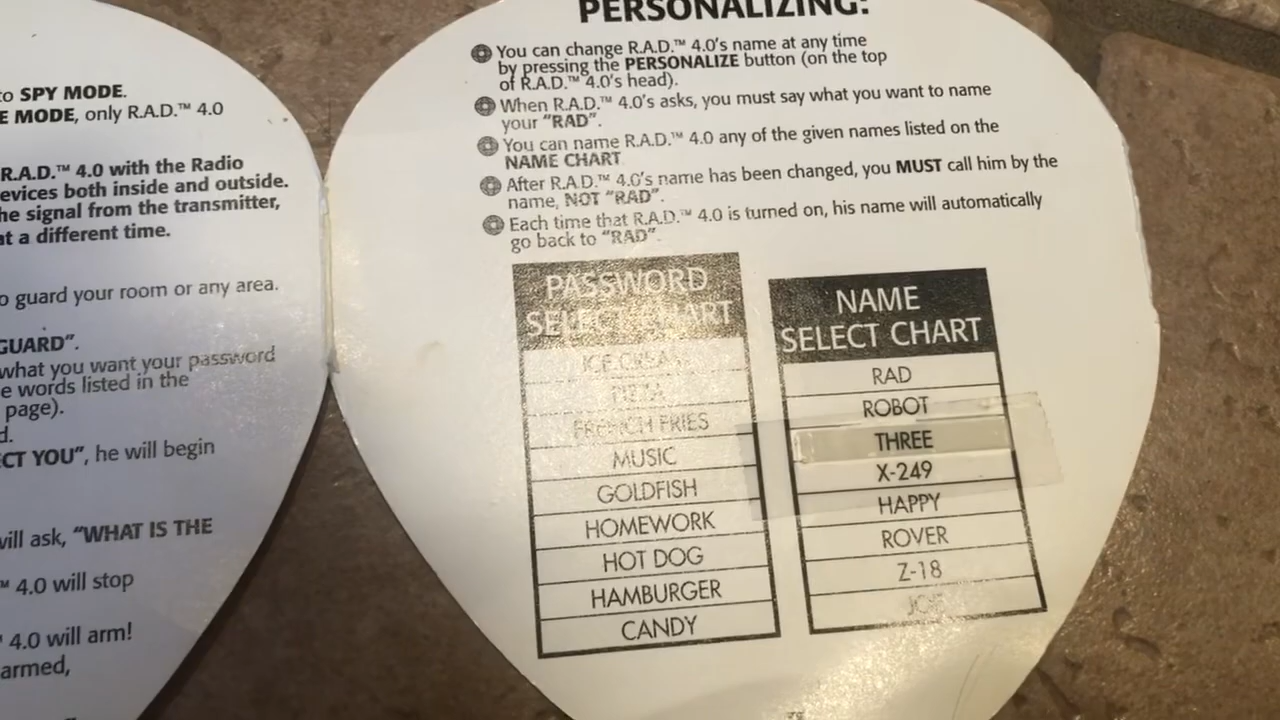 to SPY MODE.
E MODE, only R.A.D.™ 4.0
R.A.D.™ 4.0 with the Radio
evices both inside and outside.
he signal from the transmitter,
at a different time.
o guard your room or any area.
GUARD”.
what you want your password
e words listed in the
page).
d.
CT YOU”, he will begin
will ask, “WHAT IS THE
™ 4.0 will stop
4.0 will arm!
armed,
PERSONALIZING:
You can change R.A.D.™ 4.0's name at any time
by pressing the PERSONALIZE button (on the top
of R.A.D.™ 4.0's head).
When R.A.D.™ 4.0's asks, you must say what you want to name
your “RAD”.
You can name R.A.D.™ 4.0 any of the given names listed on the
NAME CHART
After R.A.D.™ 4.0's name has been changed, you MUST call him by the
name, NOT “RAD”.
Each time that R.A.D.™ 4.0 is turned on, his name will automatically
go back to “RAD”.
PASSWORD
SELECT CHART
ICE CREAM
PIZZA
FRENCH FRIES
MUSIC
GOLDFISH
HOMEWORK
HOT DOG
HAMBURGER
CANDY
NAME
SELECT CHART
RAD
ROBOT
THREE
X-249
HAPPY
ROVER
Z-18
JOE